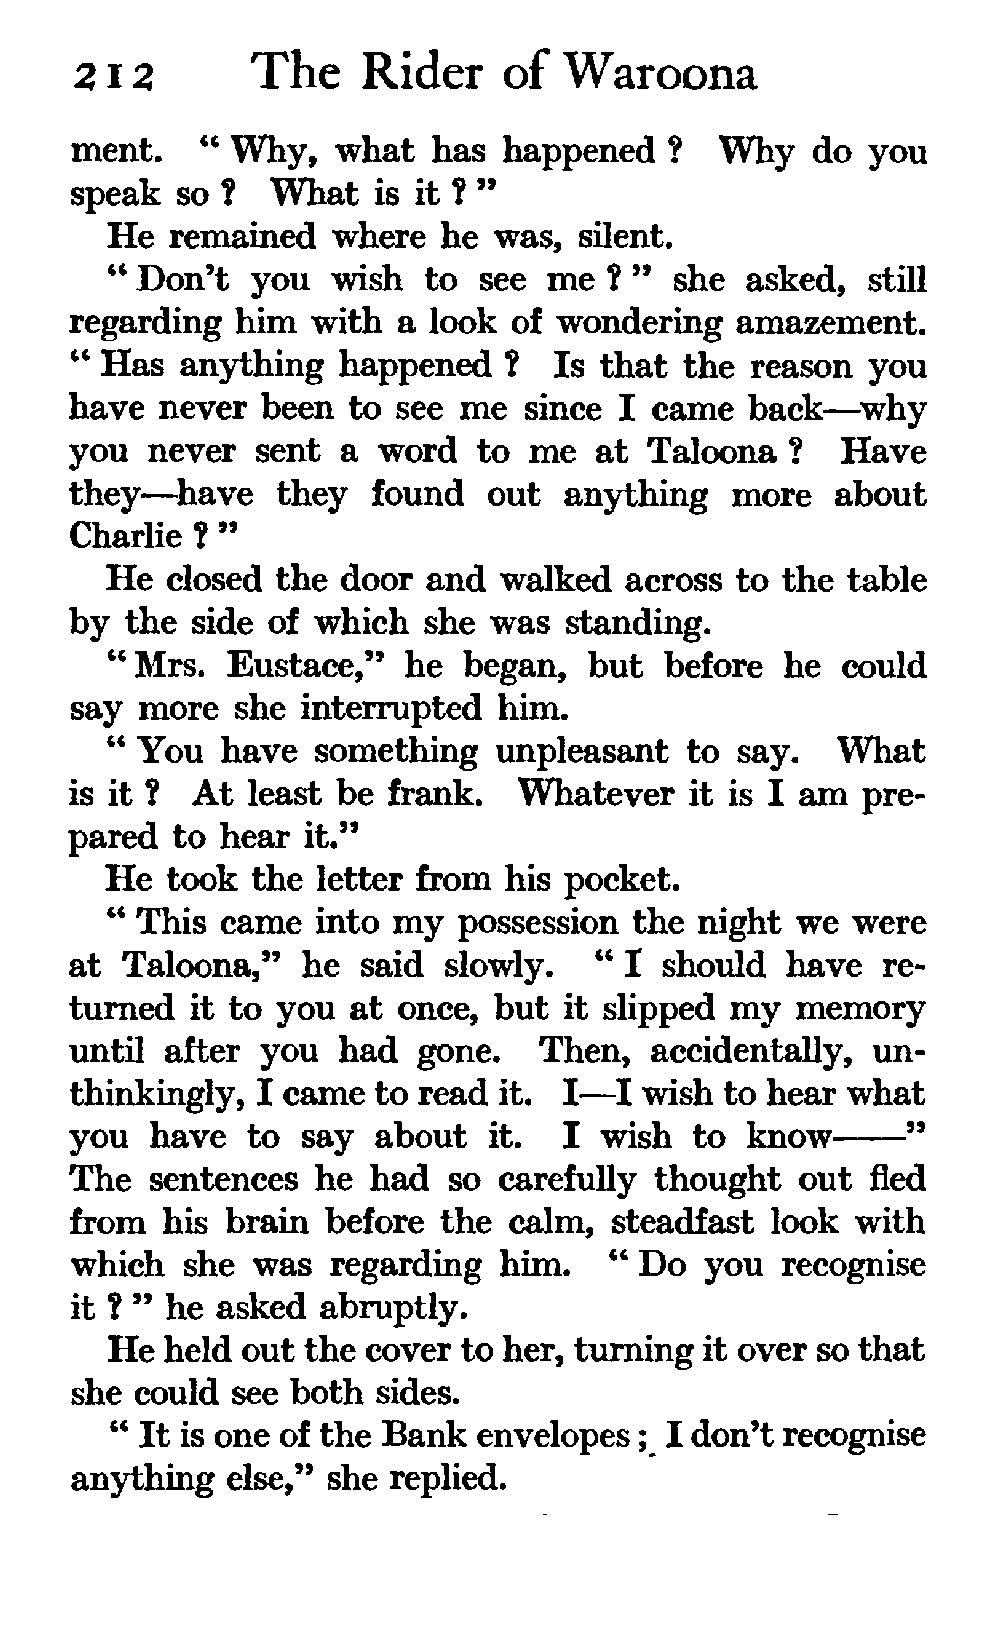 212 The Rider of Waroona
ment. “ Why, what has happened ? Why do you
speak so ? What is it ? ”
He remained where he was, silent.
“ Don’t you wish to see me ? ” she asked, still
regarding him with a look of wondering amazement.
“ Has anything happened ? Is that the reason you
have never been to see me since I came back—why
you never sent a word to me at Taloona ? Have
they—have they found out anything more about
Charlie ? ”
He closed the door and walked across to the table
by the side of which she was standing.
“ Mrs. Eustace,” he began, but before he could
say more she interrupted him.
“ You have something unpleasant to say. What
is it ? At least be frank. Whatever it is I am pre-
pared to hear it.”
He took the letter from his pocket.
“ This came into my possession the night we were
at Taloona,” he said slowly. “ I should have re-
turned it to you at once, but it slipped my memory
until after you had gone. Then, accidentally, un-
thinkingly, I came to read it. I—I wish to hear what
you have to say about it. I wish to know——”
The sentences he had so carefully thought out fled
from his brain before the calm, steadfast look with
which she was regarding him. “ Do you recognise
it ? ” he asked abruptly.
He held out the cover to her, turning it over so that
she could see both sides.
“ It is one of the Bank envelopes ; I don’t recognise
anything else,” she replied.